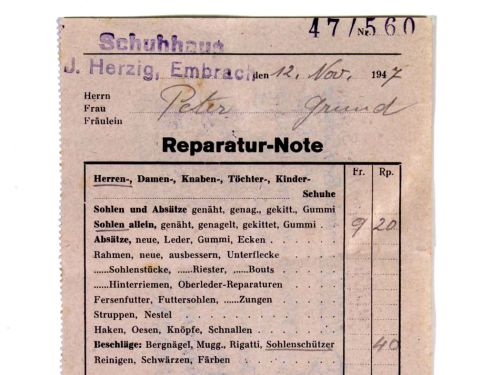 Nr. 47/560
Schuhhaus
J. Herzig, Embrach den 12. Nov. 1947
Herrn
Frau Peter Grund
Fräulein
Reparatur-Note
Fr. Rp.
Herren-, Damen-, Knaben-, Töchter-, Kinder-
Schuhe
Sohlen und Absätze genäht, genag., gekitt., Gummi
Sohlen allein, genäht, genagelt, gekittet, Gummi . 9 20
Absätze, neue, Leder, Gummi, Ecken
Rahmen, neue, ausbessern, Unterflecke
......Sohlenstücke, ......Riester, ......Bouts
......Hinterriemen, Oberleder-Reparaturen
Fersenfutter, Futtersohlen, ......Zungen
Struppen, Nestel
Haken, Oesen, Knöpfe, Schnallen
Beschläge: Bergnägel, Mugg., Rigatti, Sohlenschützer 40
Reinigen, Schwärzen, Färben